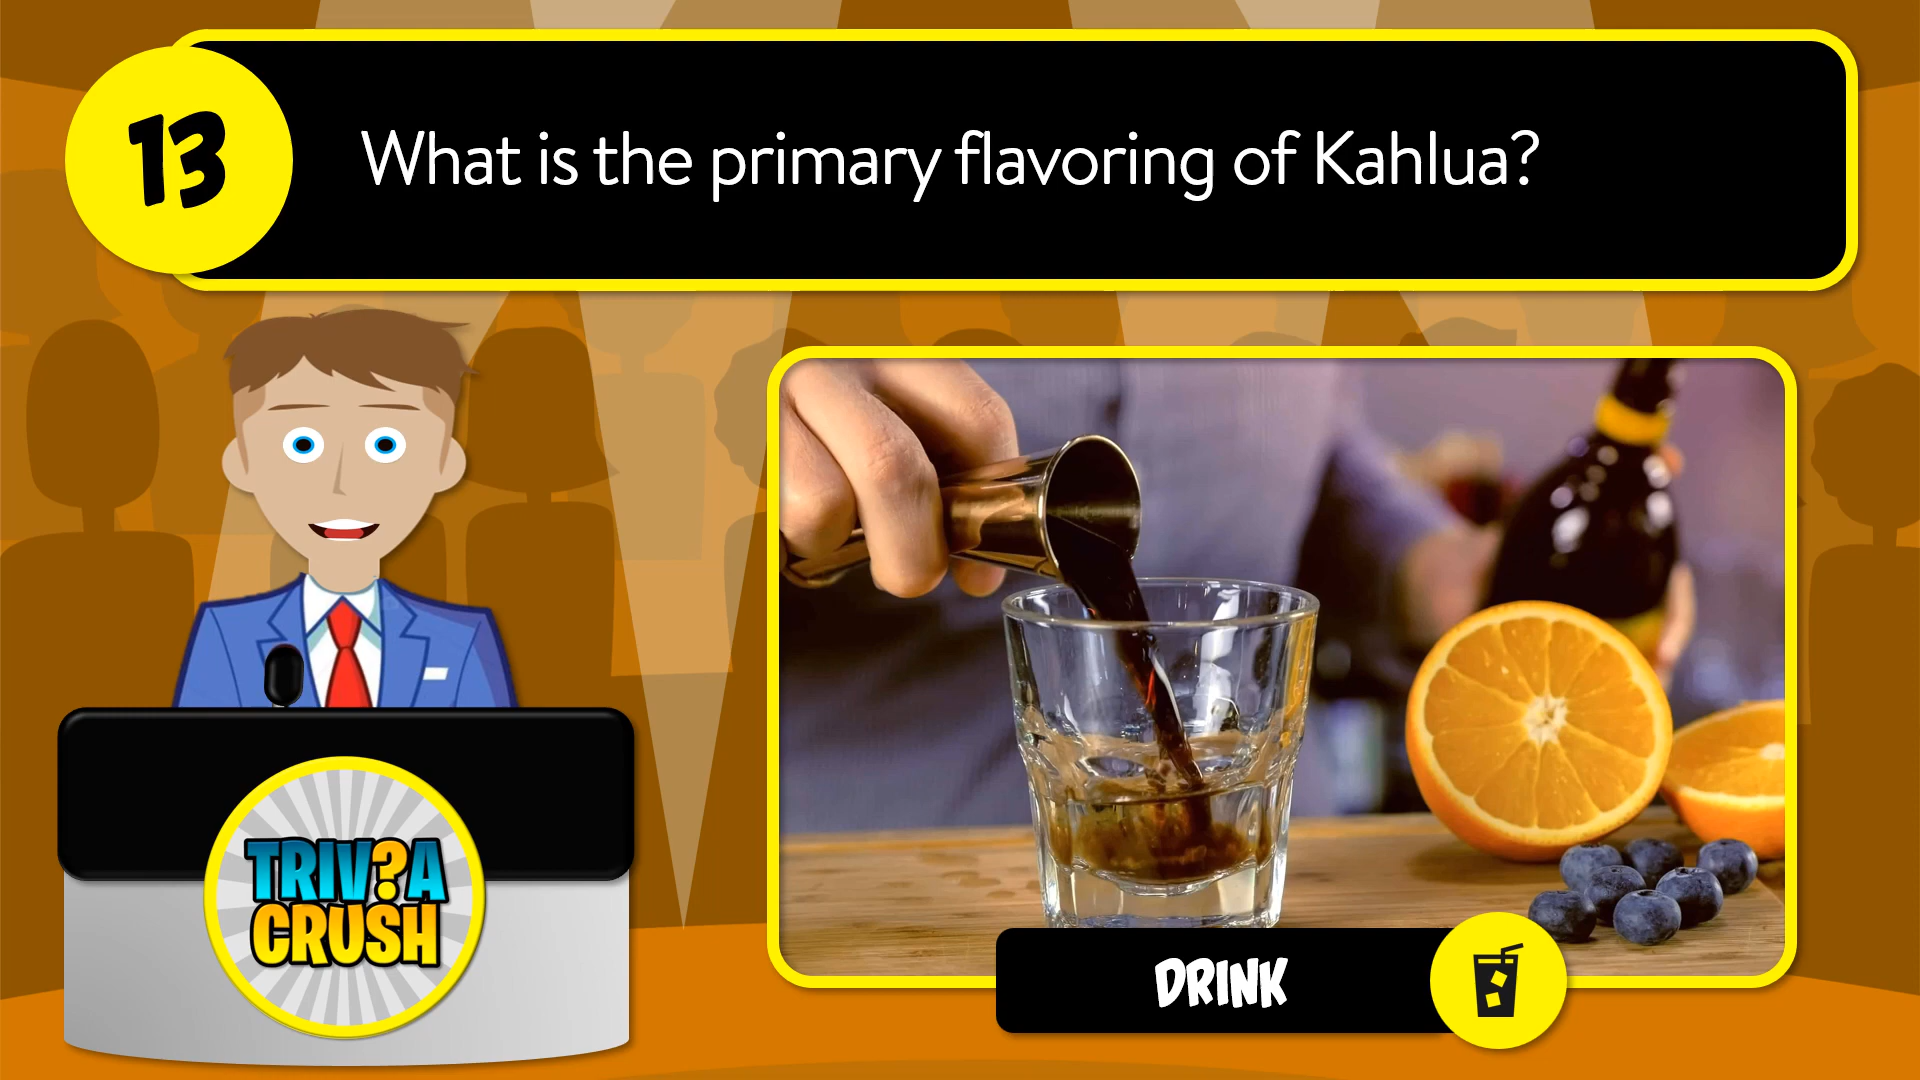 13
What is the primary flavoring of Kahlua?
TRIV?A
CRUSH
DRINK